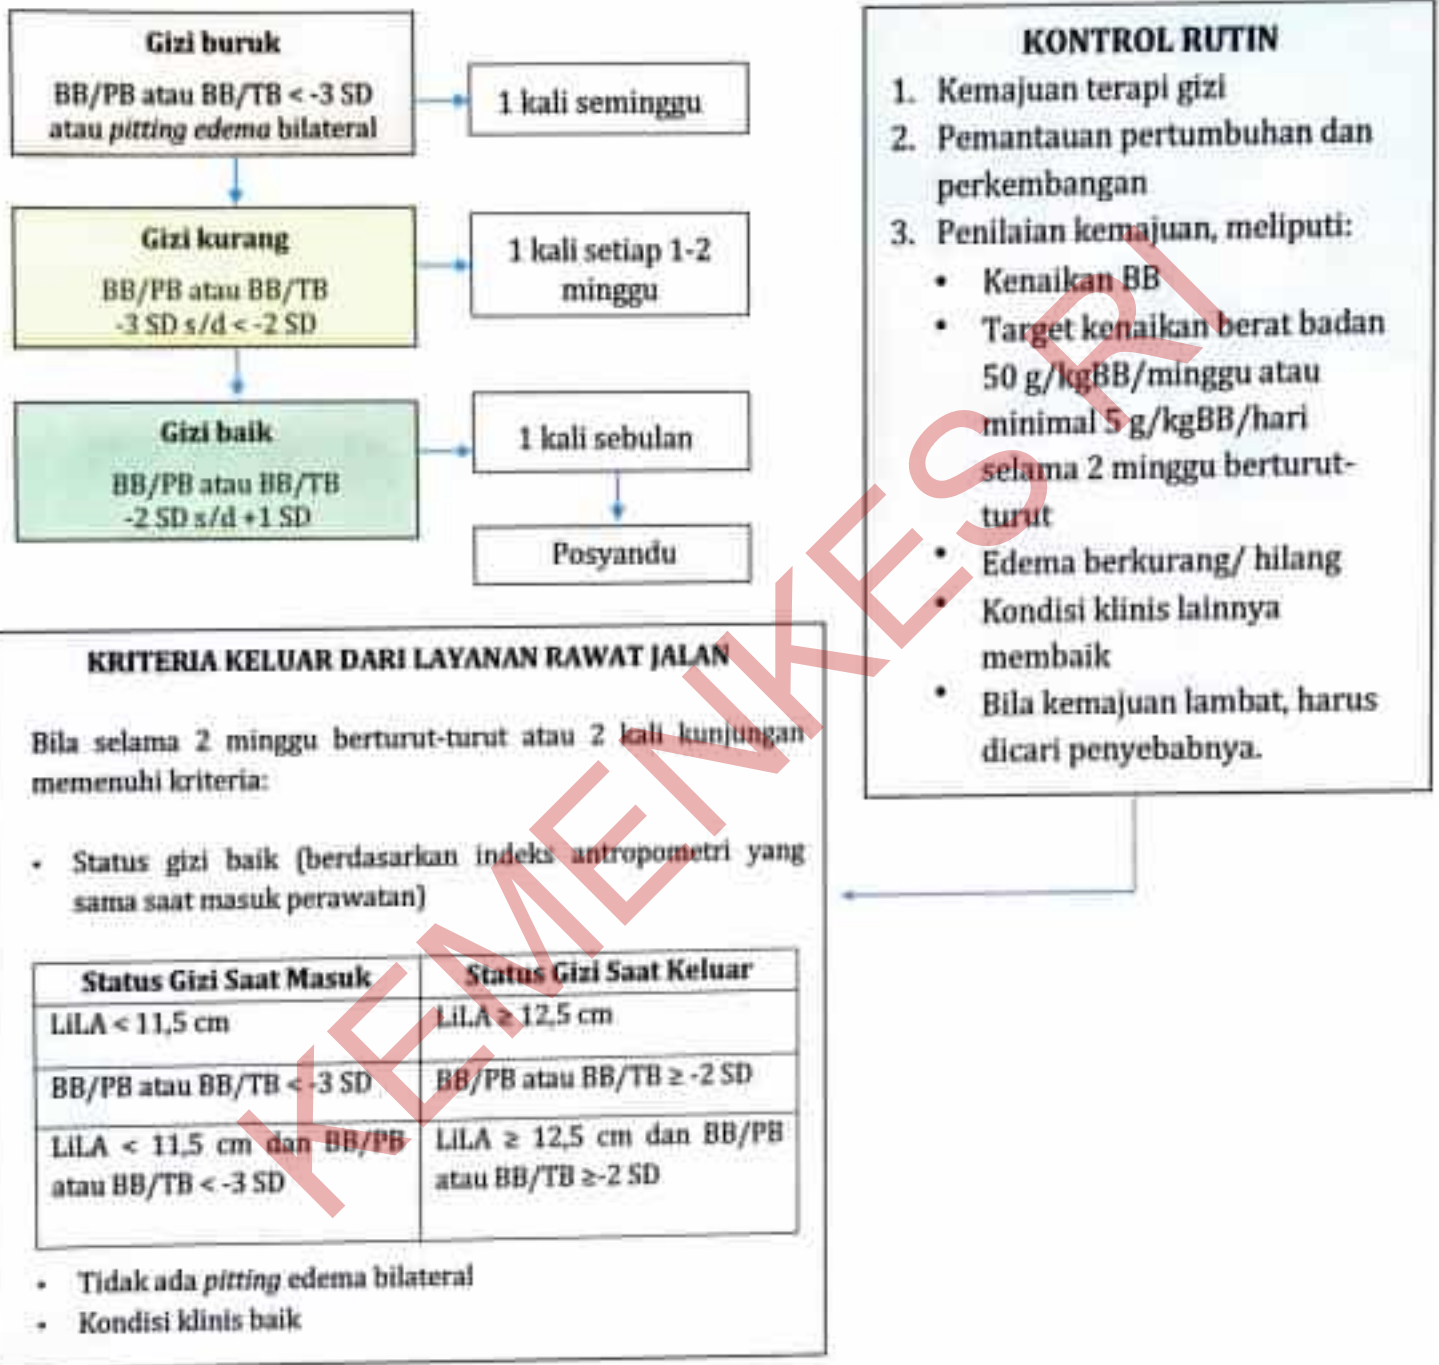 Gizi buruk
BB/PB atau BB/TB < -3 SD
atau pitting edema bilateral
1 kali seminggu
Gizi kurang
BB/PB atau BB/TB
-3 SD s/d < -2 SD
1 kali setiap 1-2
minggu
Gizi baik
BB/PB atau BB/TB
-2 SD s/d +1 SD
1 kali sebulan
Posyandu
KONTROL RUTIN
1. Kemajuan terapi gizi
2. Pemantauan pertumbuhan dan
perkembangan
3. Penilaian kemajuan, meliputi:
• Kenaikan BB
• Target kenaikan berat badan
50 g/kgBB/minggu atau
minimal 5 g/kgBB/hari
selama 2 minggu berturut-
turut
• Edema berkurang/ hilang
• Kondisi klinis lainnya
membaik
• Bila kemajuan lambat, harus
dicari penyebabnya.
KRITERIA KELUAR DARI LAYANAN RAWAT JALAN
Bila selama 2 minggu berturut-turut atau 2 kali kunjungan
memenuhi kriteria:
• Status gizi baik (berdasarkan indeks antropometri yang
sama saat masuk perawatan)
Status Gizi Saat Masuk
Status Gizi Saat Keluar
LiLA < 11,5 cm
LiLA ≥ 12,5 cm
BB/PB atau BB/TB < -3 SD
BB/PB atau BB/TB ≥ -2 SD
LiLA < 11,5 cm dan BB/PB
atau BB/TB < -3 SD
LiLA ≥ 12,5 cm dan BB/PB
atau BB/TB ≥-2 SD
• Tidak ada pitting edema bilateral
• Kondisi klinis baik
KEMENKES RI